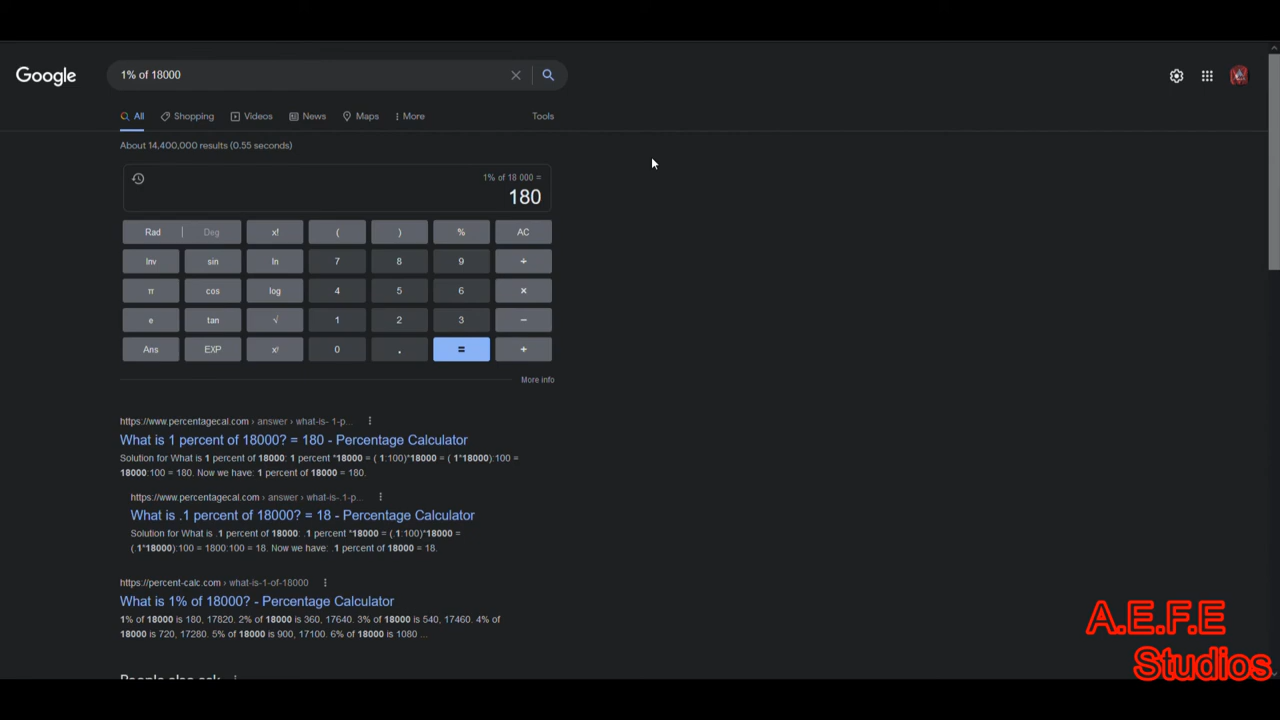 Google
1% of 18000
All Shopping Videos News Maps More Tools
About 14,400,000 results (0.55 seconds)
1% of 18 000 =
180
Rad Deg x! ( ) % AC
Inv sin ln 7 8 9 ÷
π cos log 4 5 6 ×
e tan √ 1 2 3 −
Ans EXP xʸ 0 . = +
More info
https://www.percentagecal.com › answer › what-is- 1-p...
What is 1 percent of 18000? = 180 - Percentage Calculator
Solution for What is 1 percent of 18000: 1 percent *18000 = ( 1:100)*18000 = ( 1*18000):100 =
18000:100 = 180. Now we have: 1 percent of 18000 = 180.
https://www.percentagecal.com › answer › what-is-.1-p...
What is .1 percent of 18000? = 18 - Percentage Calculator
Solution for What is .1 percent of 18000: .1 percent *18000 = (.1:100)*18000 =
(.1*18000):100 = 1800:100 = 18. Now we have: .1 percent of 18000 = 18.
https://percent-calc.com › what-is-1-of-18000
What is 1% of 18000? - Percentage Calculator
1% of 18000 is 180, 17820. 2% of 18000 is 360, 17640. 3% of 18000 is 540, 17460. 4% of
18000 is 720, 17280. 5% of 18000 is 900, 17100. 6% of 18000 is 1080 ...
People also ask
A.E.F.E
Studios